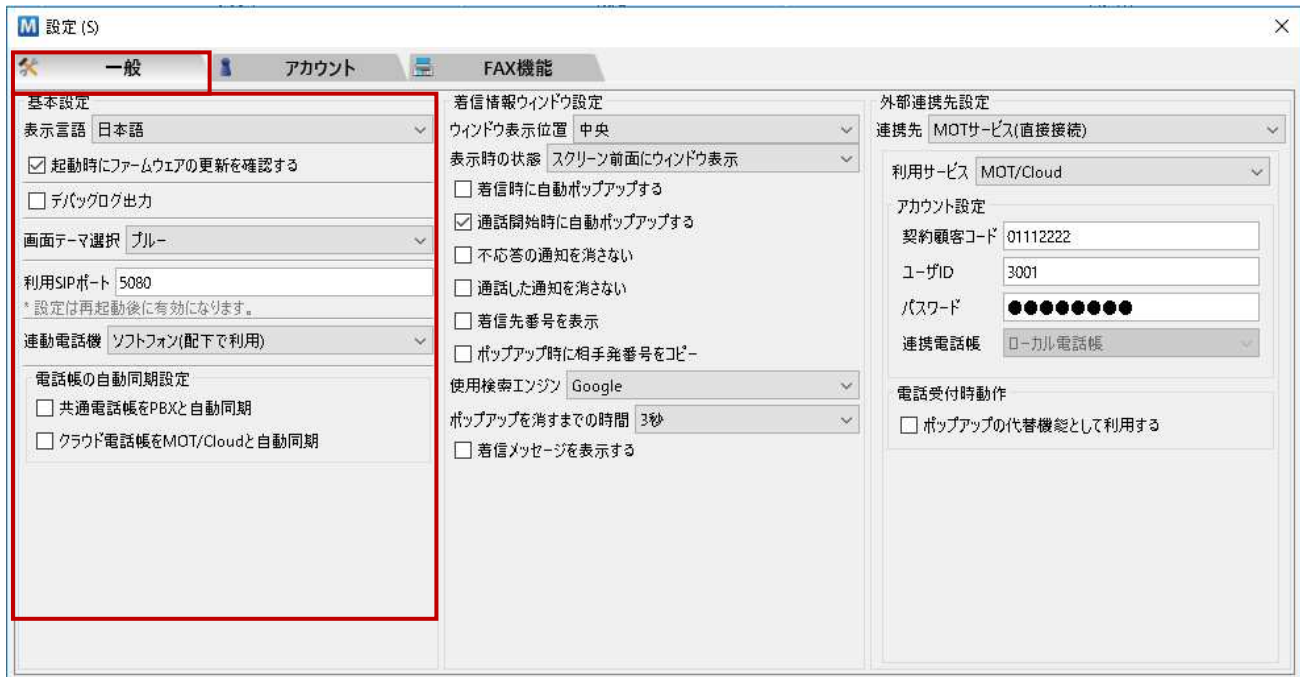 M 設定 (S)
一般
アカウント
FAX機能
基本設定
表示言語 日本語
起動時にファームウェアの更新を確認する
デバッグログ出力
画面テーマ選択 ブルー
利用SIPポート 5080
* 設定は再起動後に有効になります。
連動電話機 ソフトフォン(配下で利用)
電話帳の自動同期設定
共通電話帳をPBXと自動同期
クラウド電話帳をMOT/Cloudと自動同期
着信情報ウィンドウ設定
ウィンドウ表示位置 中央
表示時の状態 スクリーン前面にウィンドウ表示
着信時に自動ポップアップする
通話開始時に自動ポップアップする
不応答の通知を消さない
通話した通知を消さない
着信先番号を表示
ポップアップ時に相手発番号をコピー
使用検索エンジン Google
ポップアップを消すまでの時間 3秒
着信メッセージを表示する
外部連携先設定
連携先 MOTサービス(直接接続)
利用サービス MOT/Cloud
アカウント設定
契約顧客コード 01112222
ユーザID 3001
パスワード ●●●●●●●●
連携電話帳 ローカル電話帳
電話受付時動作
ポップアップの代替機能として利用する